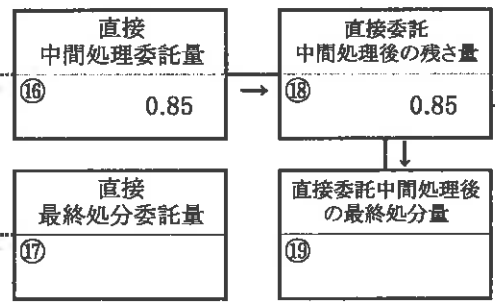 直接
中間処理委託量
⑯
0.85
→
直接委託
中間処理後の残さ量
⑱
0.85
↓
直接
最終処分委託量
⑰
直接委託中間処理後
の最終処分量
⑲